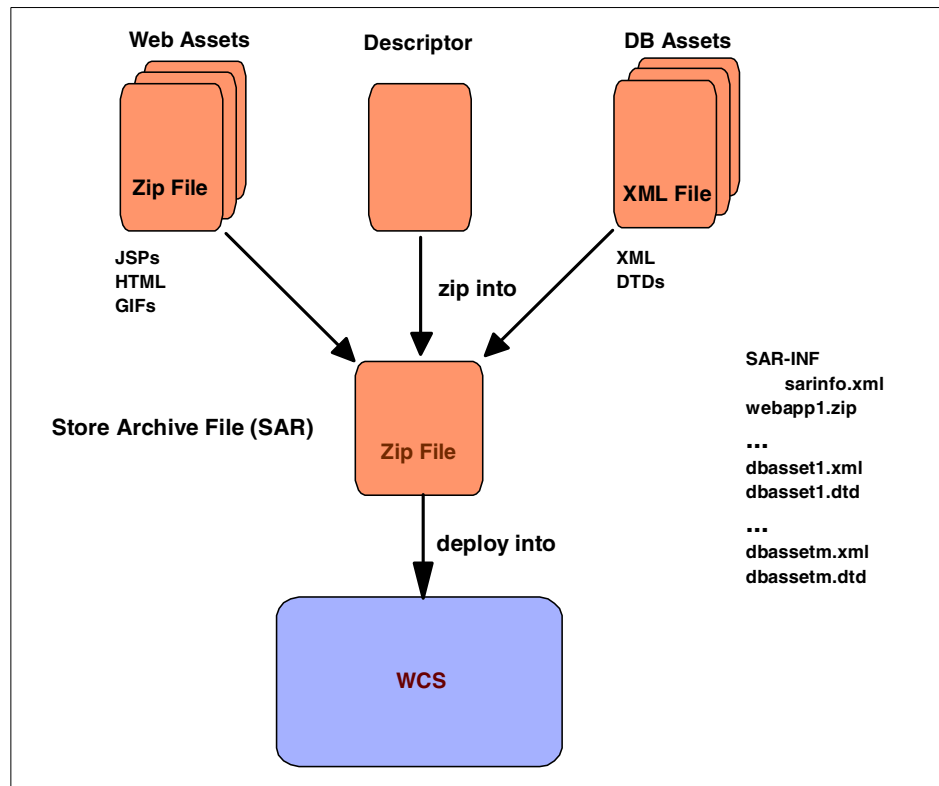 Web Assets
Descriptor
DB Assets
Zip File
XML File
JSPs
HTML
GIFs
XML
DTDs
zip into
SAR-INF
sarinfo.xml
webapp1.zip
...
dbasset1.xml
dbasset1.dtd
...
dbassetm.xml
dbassetm.dtd
Store Archive File (SAR)
Zip File
deploy into
WCS